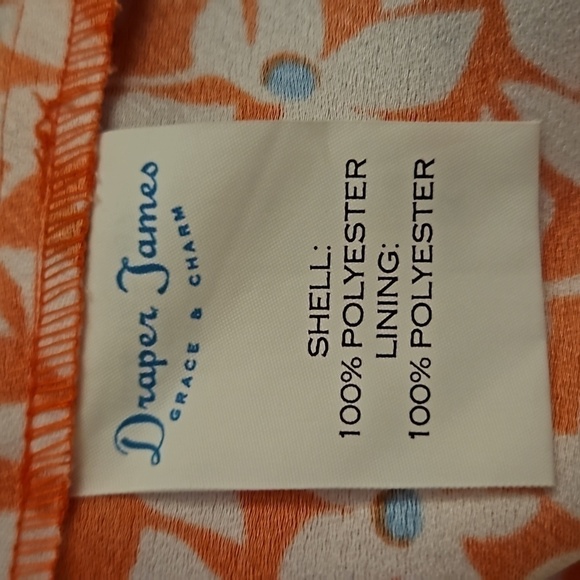 Draper James
GRACE & CHARM
SHELL:
100% POLYESTER
LINING:
100% POLYESTER